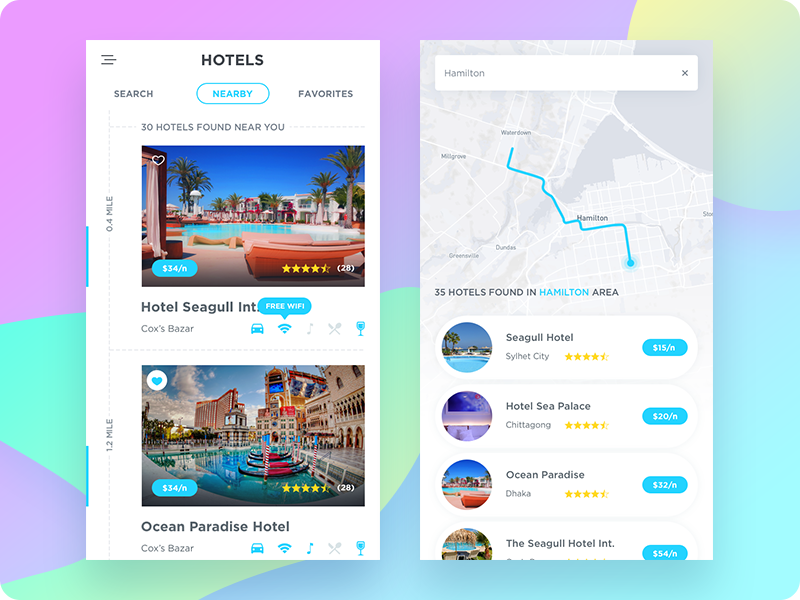 HOTELS
SEARCH
NEARBY
FAVORITES
30 HOTELS FOUND NEAR YOU
0.4 MILE
$34/n
(28)
Hotel Seagull Int.
FREE WIFI
Cox's Bazar
1.2 MILE
$34/n
(28)
Ocean Paradise Hotel
Cox's Bazar
Hamilton
×
Waterdown
Millgrove
Hamilton
Dundas
Greensville
35 HOTELS FOUND IN HAMILTON AREA
Seagull Hotel
Sylhet City
$15/n
Hotel Sea Palace
Chittagong
$20/n
Ocean Paradise
Dhaka
$32/n
The Seagull Hotel Int.
$54/n